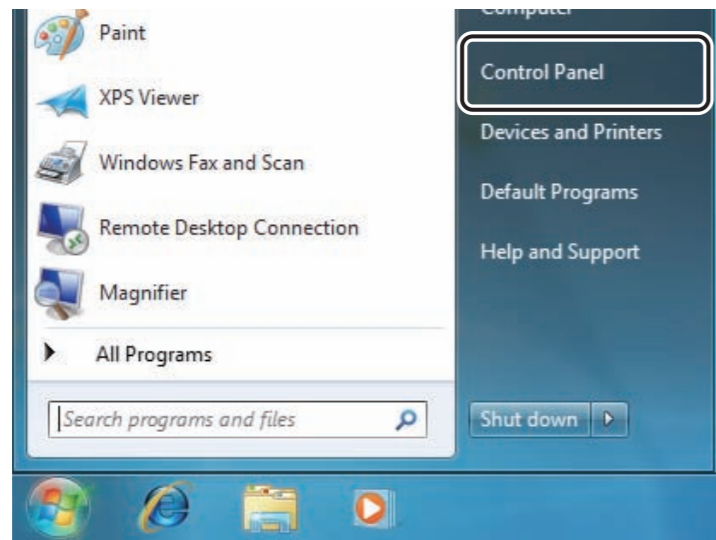 Paint
XPS Viewer
Windows Fax and Scan
Remote Desktop Connection
Magnifier
All Programs
Search programs and files
Computer
Control Panel
Devices and Printers
Default Programs
Help and Support
Shut down